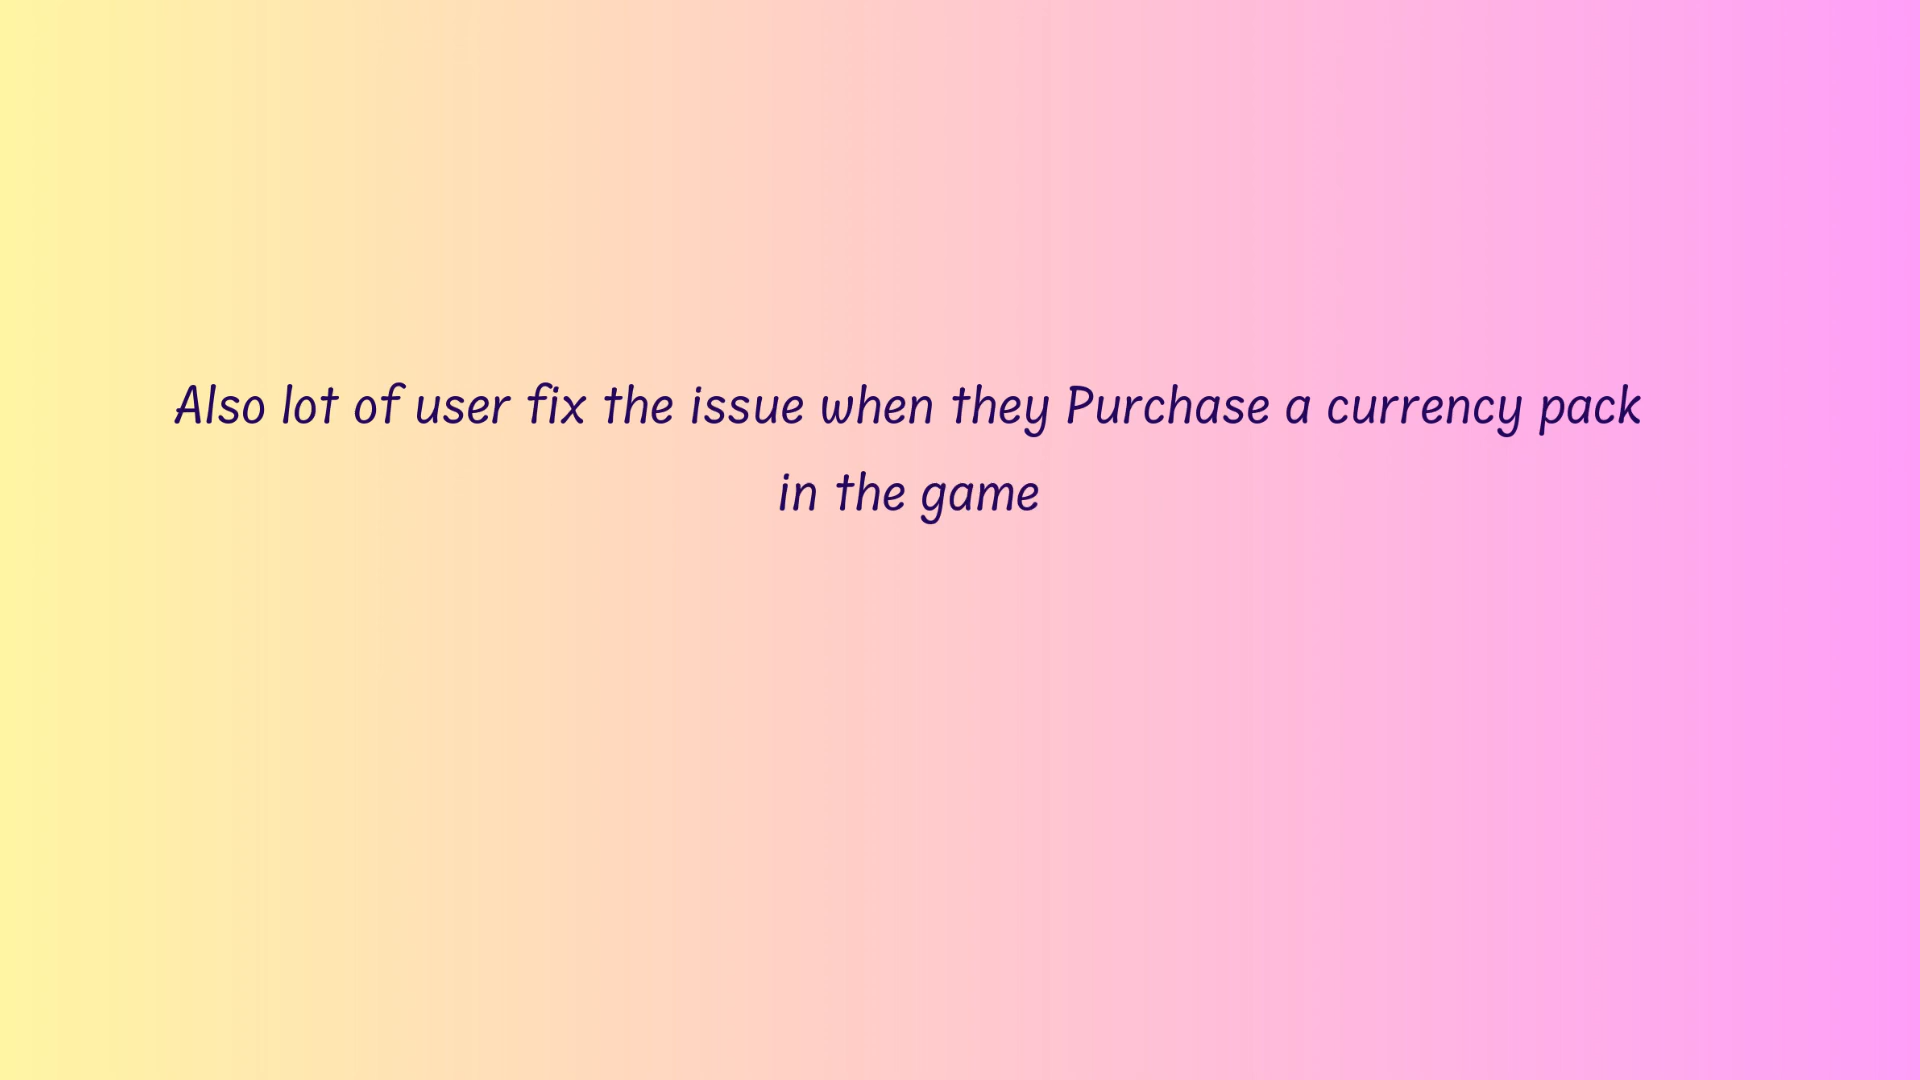 Also lot of user fix the issue when they Purchase a currency pack
in the game